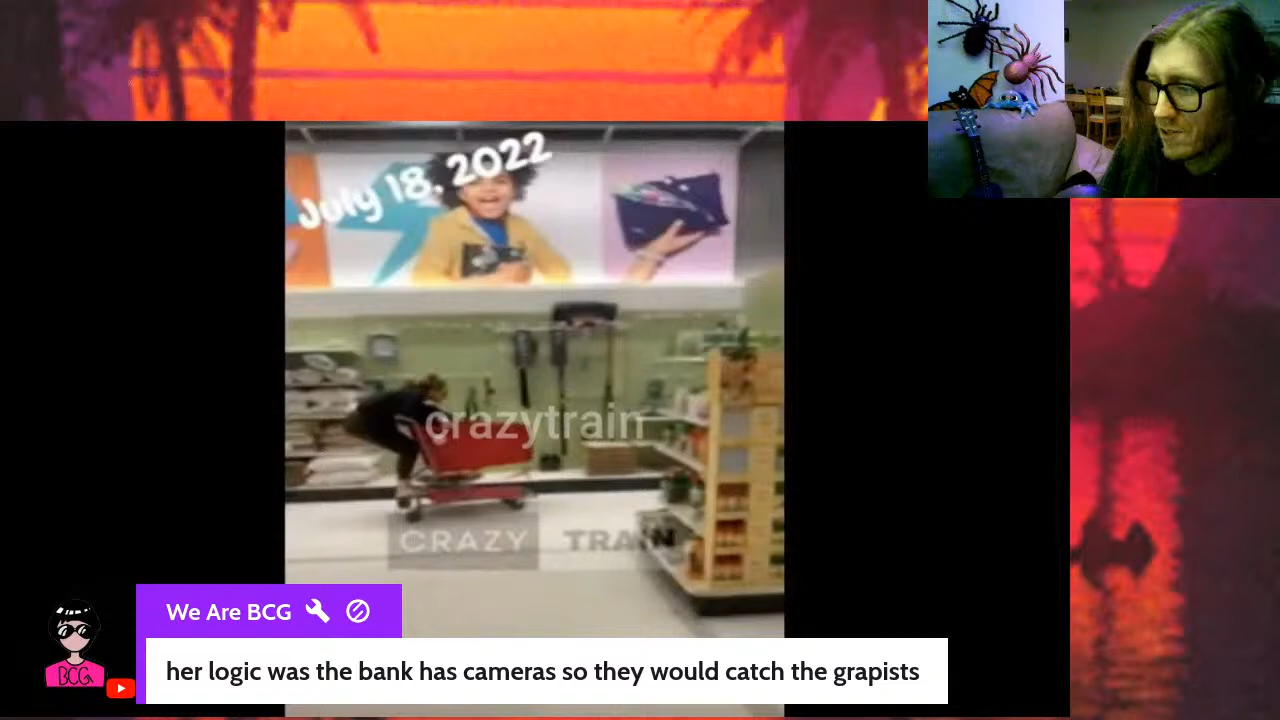 July 18, 2022
crazytrain
CRAZY TRAIN
We Are BCG
her logic was the bank has cameras so they would catch the grapists
BCG